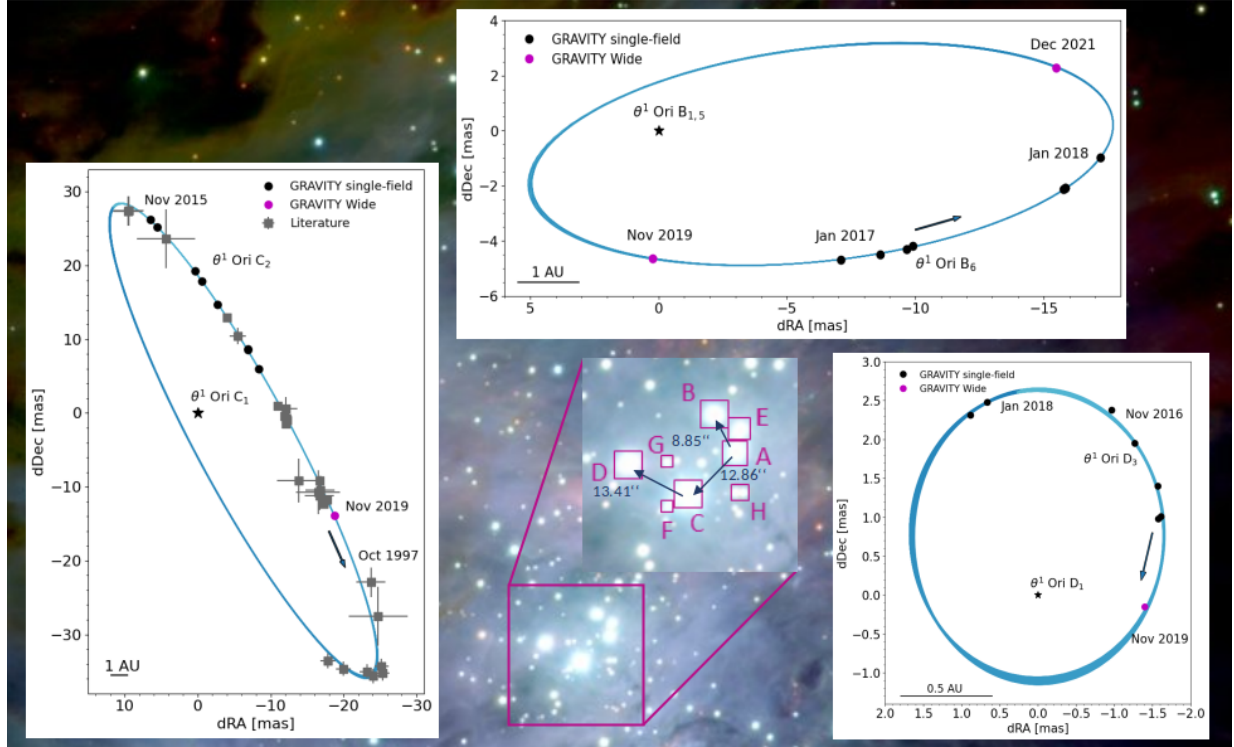 GRAVITY single-field
GRAVITY Wide
Dec 2021
θ¹ Ori B₁,₅
Jan 2018
Nov 2019
Jan 2017
θ¹ Ori B₆
1 AU
dDec [mas]
4
2
0
−2
−4
−6
5
0
−5
−10
−15
dRA [mas]
Nov 2015
GRAVITY single-field
GRAVITY Wide
Literature
θ¹ Ori C₂
θ¹ Ori C₁
Nov 2019
Oct 1997
1 AU
dDec [mas]
30
20
10
0
−10
−20
−30
10
0
−10
−20
−30
dRA [mas]
B
E
8.85‘‘
G
A
D
12.86‘‘
13.41‘‘
F
C
H
GRAVITY single-field
GRAVITY Wide
Jan 2018
Nov 2016
θ¹ Ori D₃
θ¹ Ori D₁
Nov 2019
0.5 AU
dDec [mas]
3.0
2.5
2.0
1.5
1.0
0.5
0.0
−0.5
−1.0
2.0
1.5
1.0
0.5
0.0
−0.5
−1.0
−1.5
−2.0
dRA [mas]